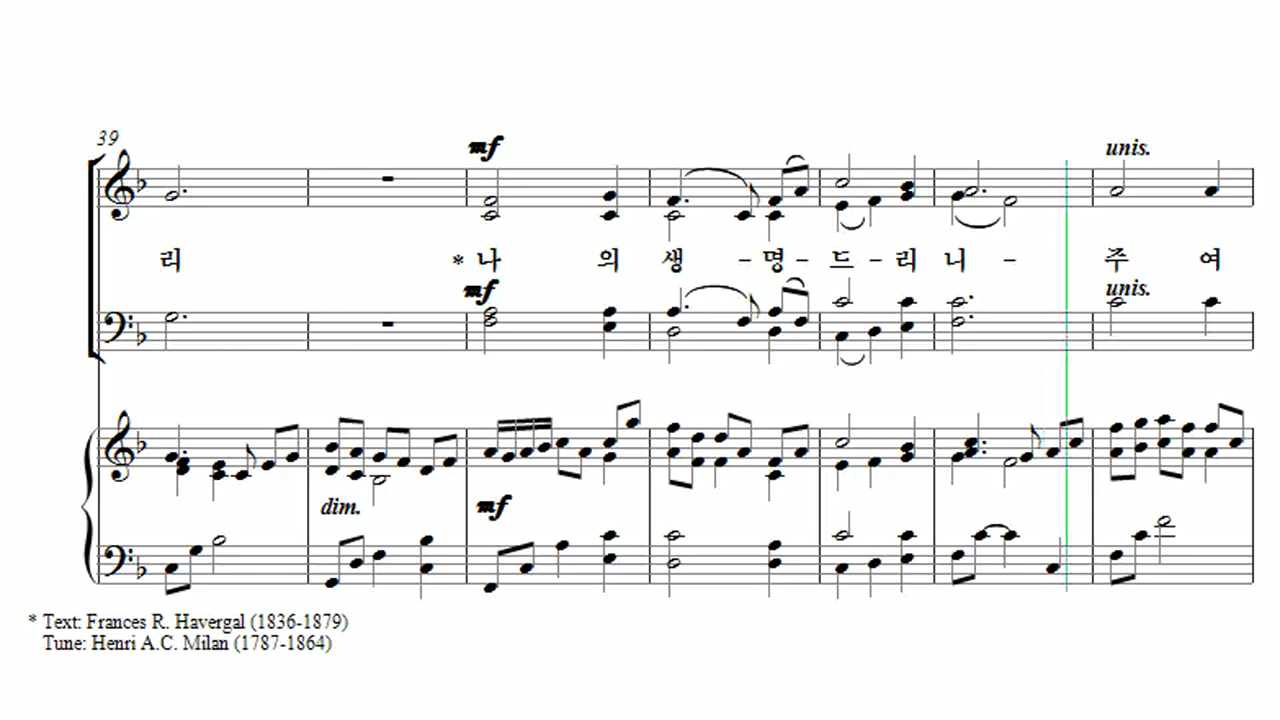 39
mf
unis.
리 * 나 의 생 - 명 - 드 - 리 니 - 주 여
mf
unis.
dim.
mf
* Text: Frances R. Havergal (1836-1879)
Tune: Henri A.C. Milan (1787-1864)